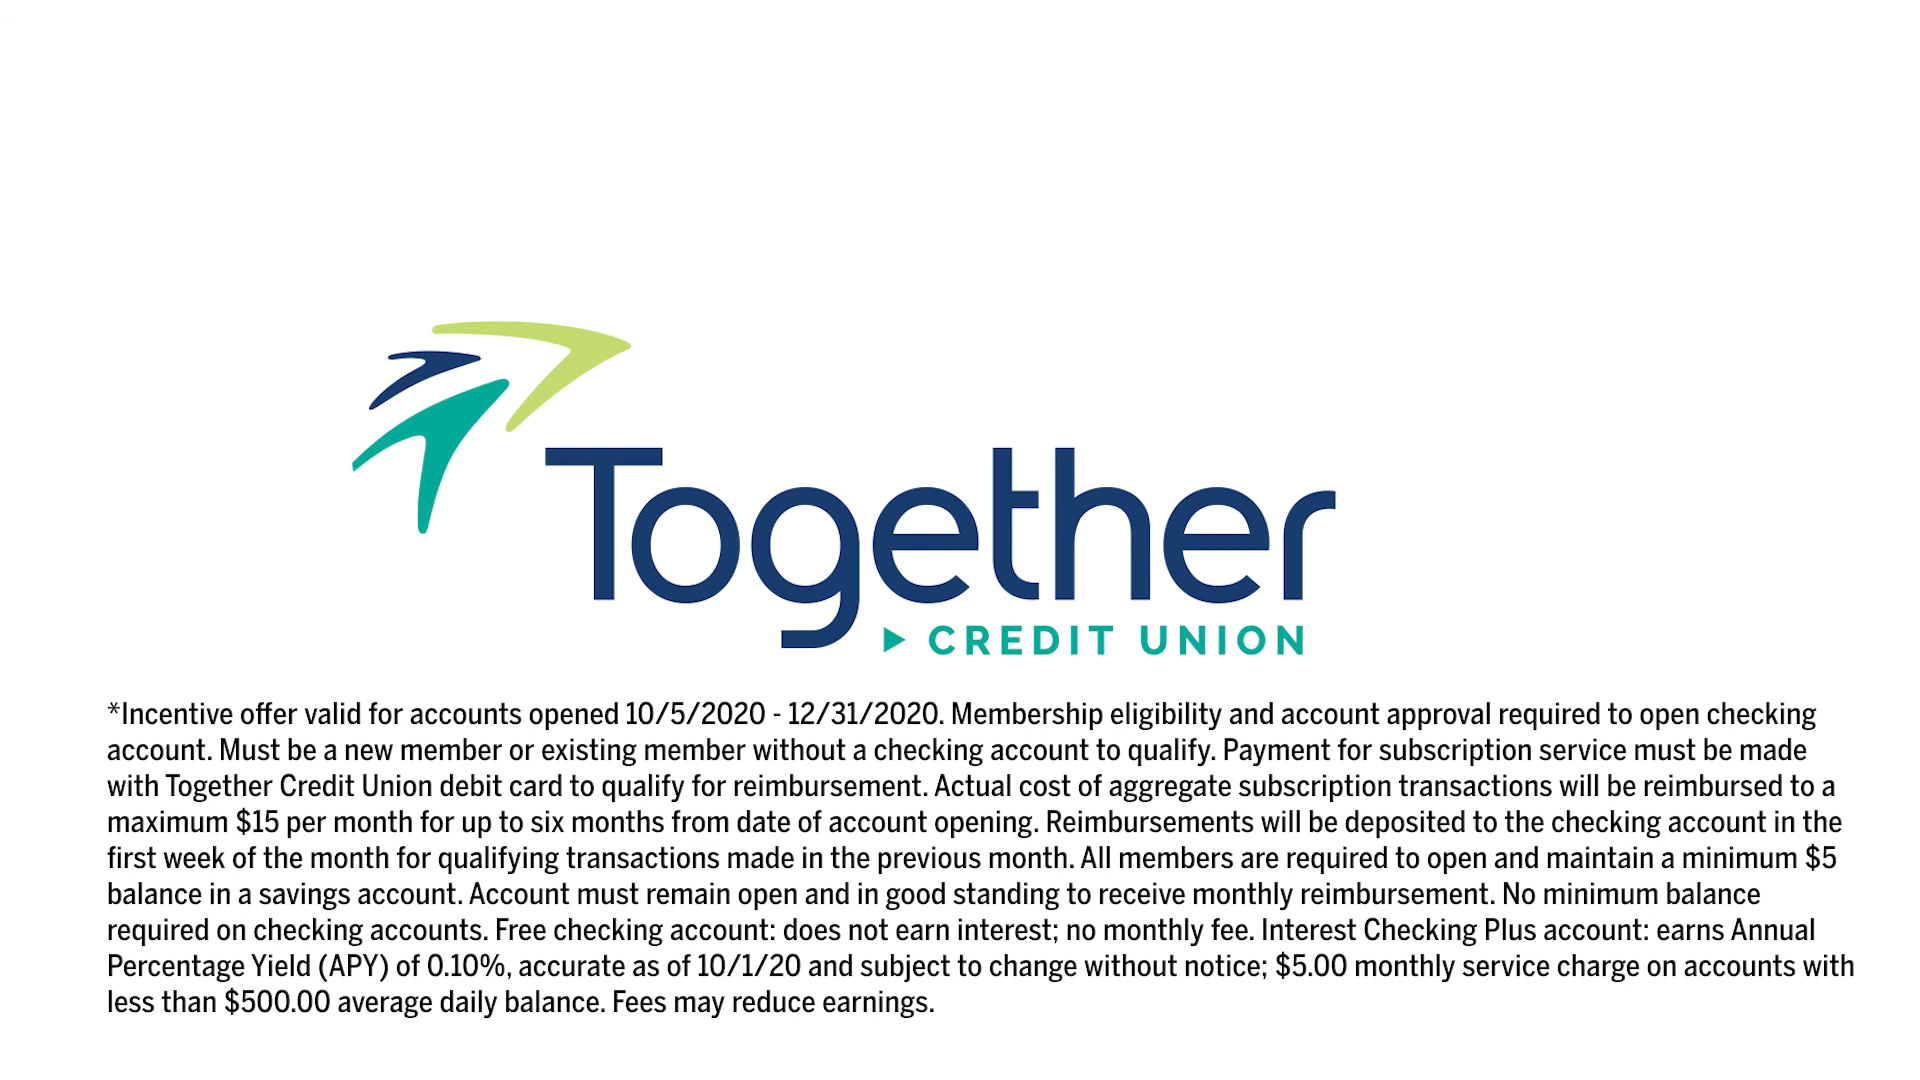 Together
CREDIT UNION
*Incentive offer valid for accounts opened 10/5/2020 - 12/31/2020. Membership eligibility and account approval required to open checking
account. Must be a new member or existing member without a checking account to qualify. Payment for subscription service must be made
with Together Credit Union debit card to qualify for reimbursement. Actual cost of aggregate subscription transactions will be reimbursed to a
maximum $15 per month for up to six months from date of account opening. Reimbursements will be deposited to the checking account in the
first week of the month for qualifying transactions made in the previous month. All members are required to open and maintain a minimum $5
balance in a savings account. Account must remain open and in good standing to receive monthly reimbursement. No minimum balance
required on checking accounts. Free checking account: does not earn interest; no monthly fee. Interest Checking Plus account: earns Annual
Percentage Yield (APY) of 0.10%, accurate as of 10/1/20 and subject to change without notice; $5.00 monthly service charge on accounts with
less than $500.00 average daily balance. Fees may reduce earnings.